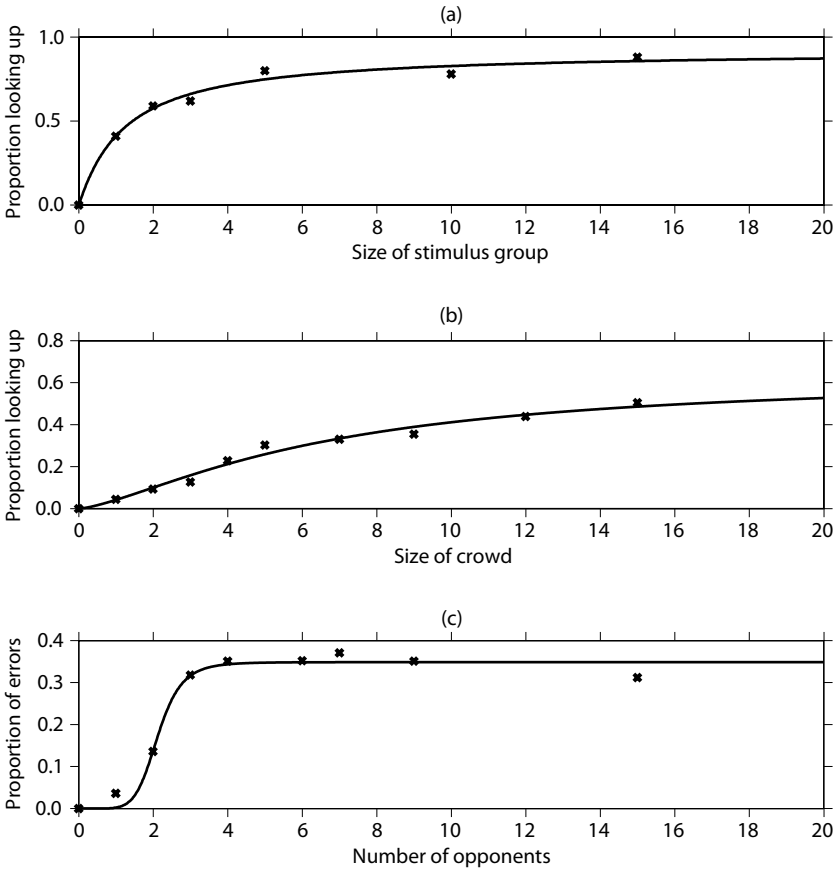 (a)
1.0
0.5
0.0
Proportion looking up
0 2 4 6 8 10 12 14 16 18 20
Size of stimulus group
(b)
0.8
0.6
0.4
0.2
0.0
Proportion looking up
0 2 4 6 8 10 12 14 16 18 20
Size of crowd
(c)
0.4
0.3
0.2
0.1
0.0
Proportion of errors
0 2 4 6 8 10 12 14 16 18 20
Number of opponents